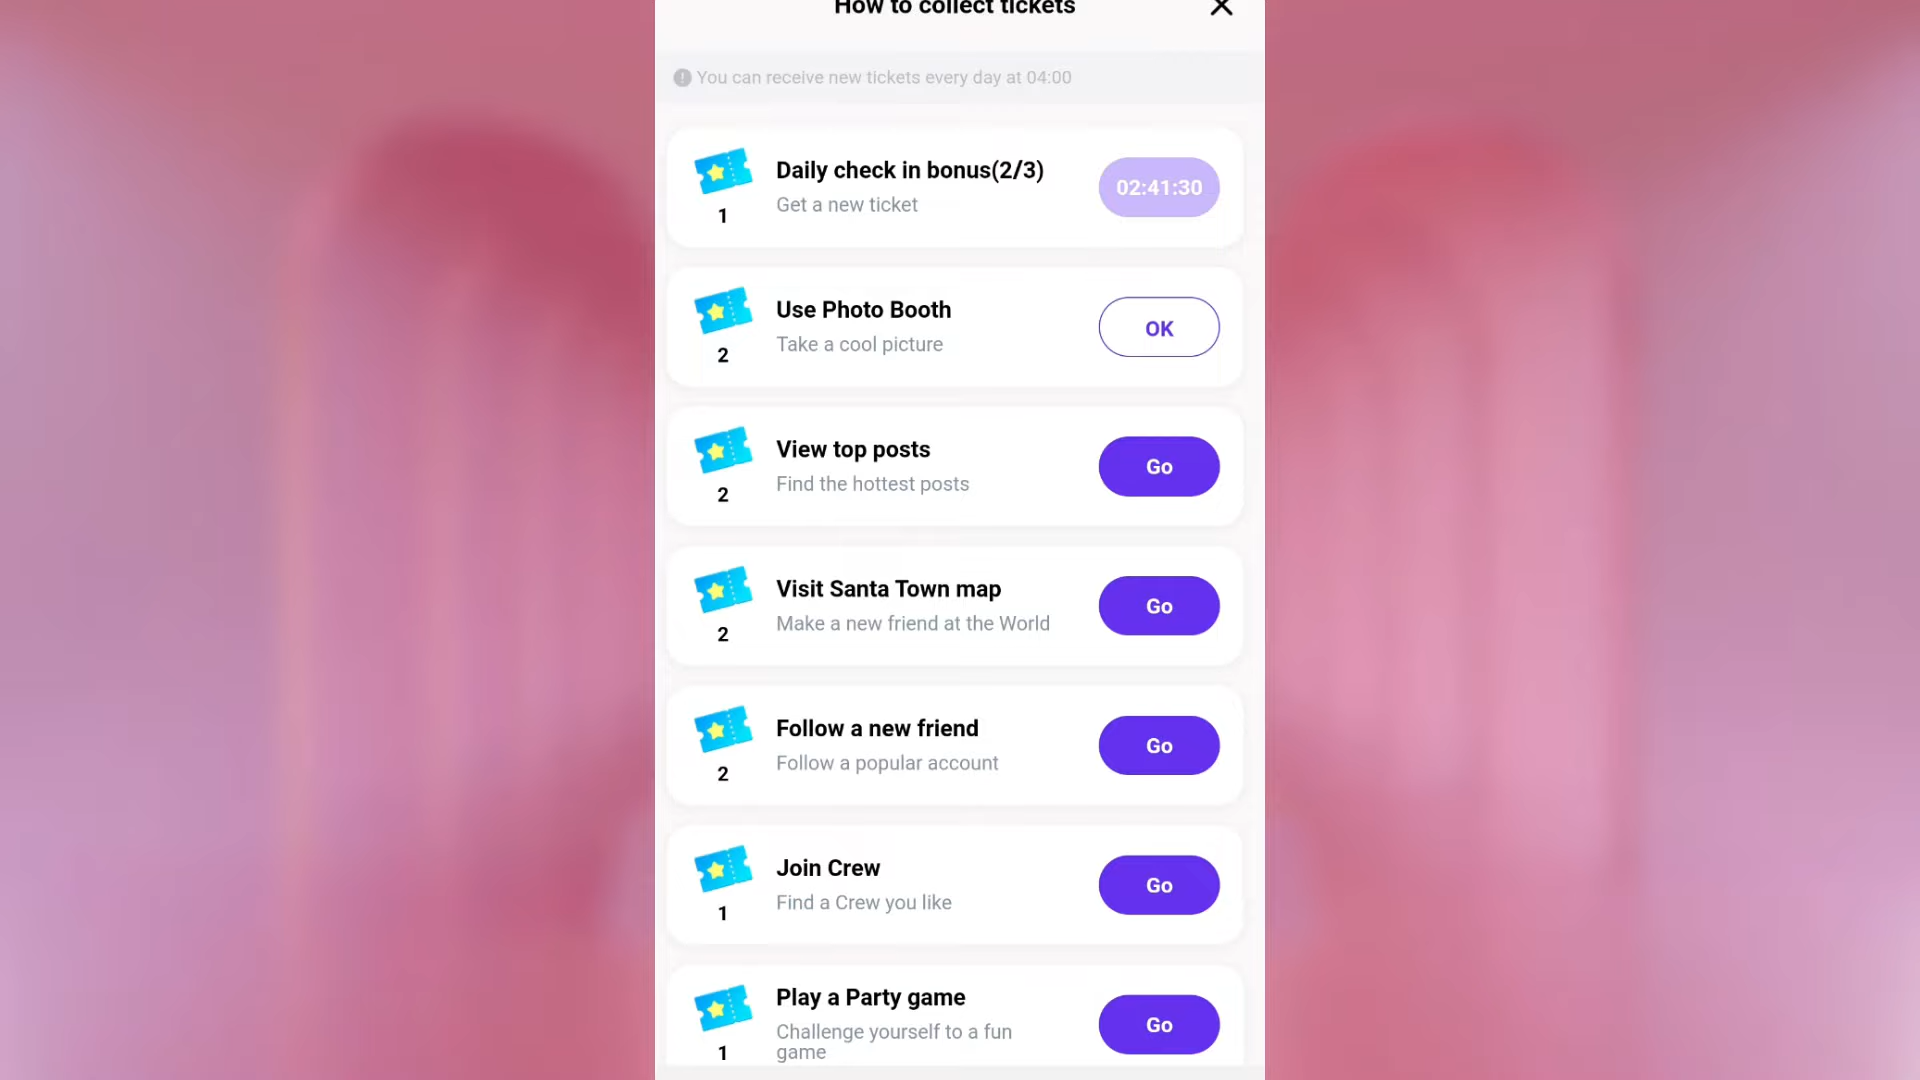 How to collect tickets
You can receive new tickets every day at 04:00
Daily check in bonus(2/3)
Get a new ticket
1
02:41:30
Use Photo Booth
Take a cool picture
2
OK
View top posts
Find the hottest posts
2
Go
Visit Santa Town map
Make a new friend at the World
2
Go
Follow a new friend
Follow a popular account
2
Go
Join Crew
Find a Crew you like
1
Go
Play a Party game
Challenge yourself to a fun
game
1
Go